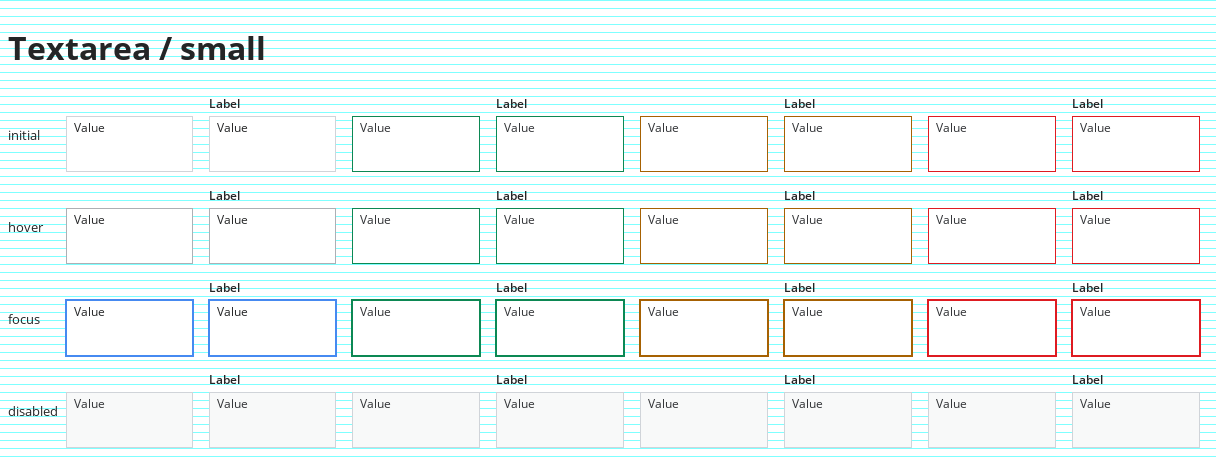 Textarea / small
Label Label Label Label
initial Value Value Value Value Value Value Value Value
Label Label Label Label
hover Value Value Value Value Value Value Value Value
Label Label Label Label
focus Value Value Value Value Value Value Value Value
Label Label Label Label
disabled Value Value Value Value Value Value Value Value